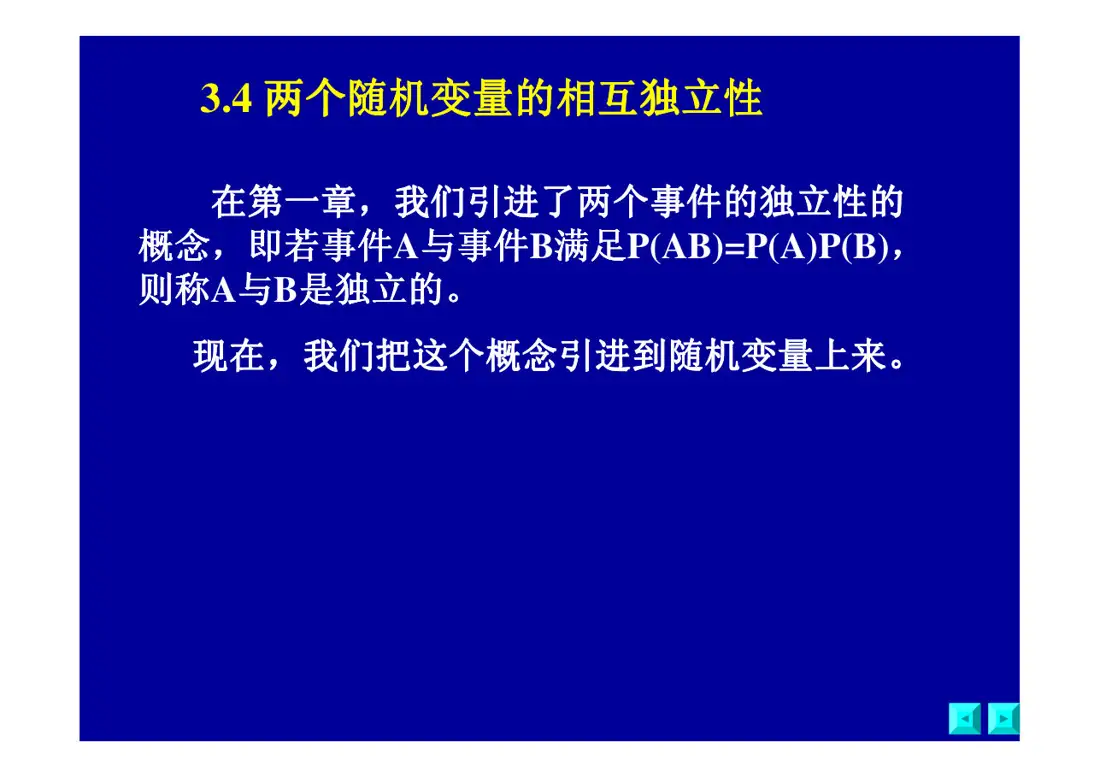 3.4 两个随机变量的相互独立性
在第一章，我们引进了两个事件的独立性的
概念，即若事件A与事件B满足P(AB)=P(A)P(B)，
则称A与B是独立的。
现在，我们把这个概念引进到随机变量上来。